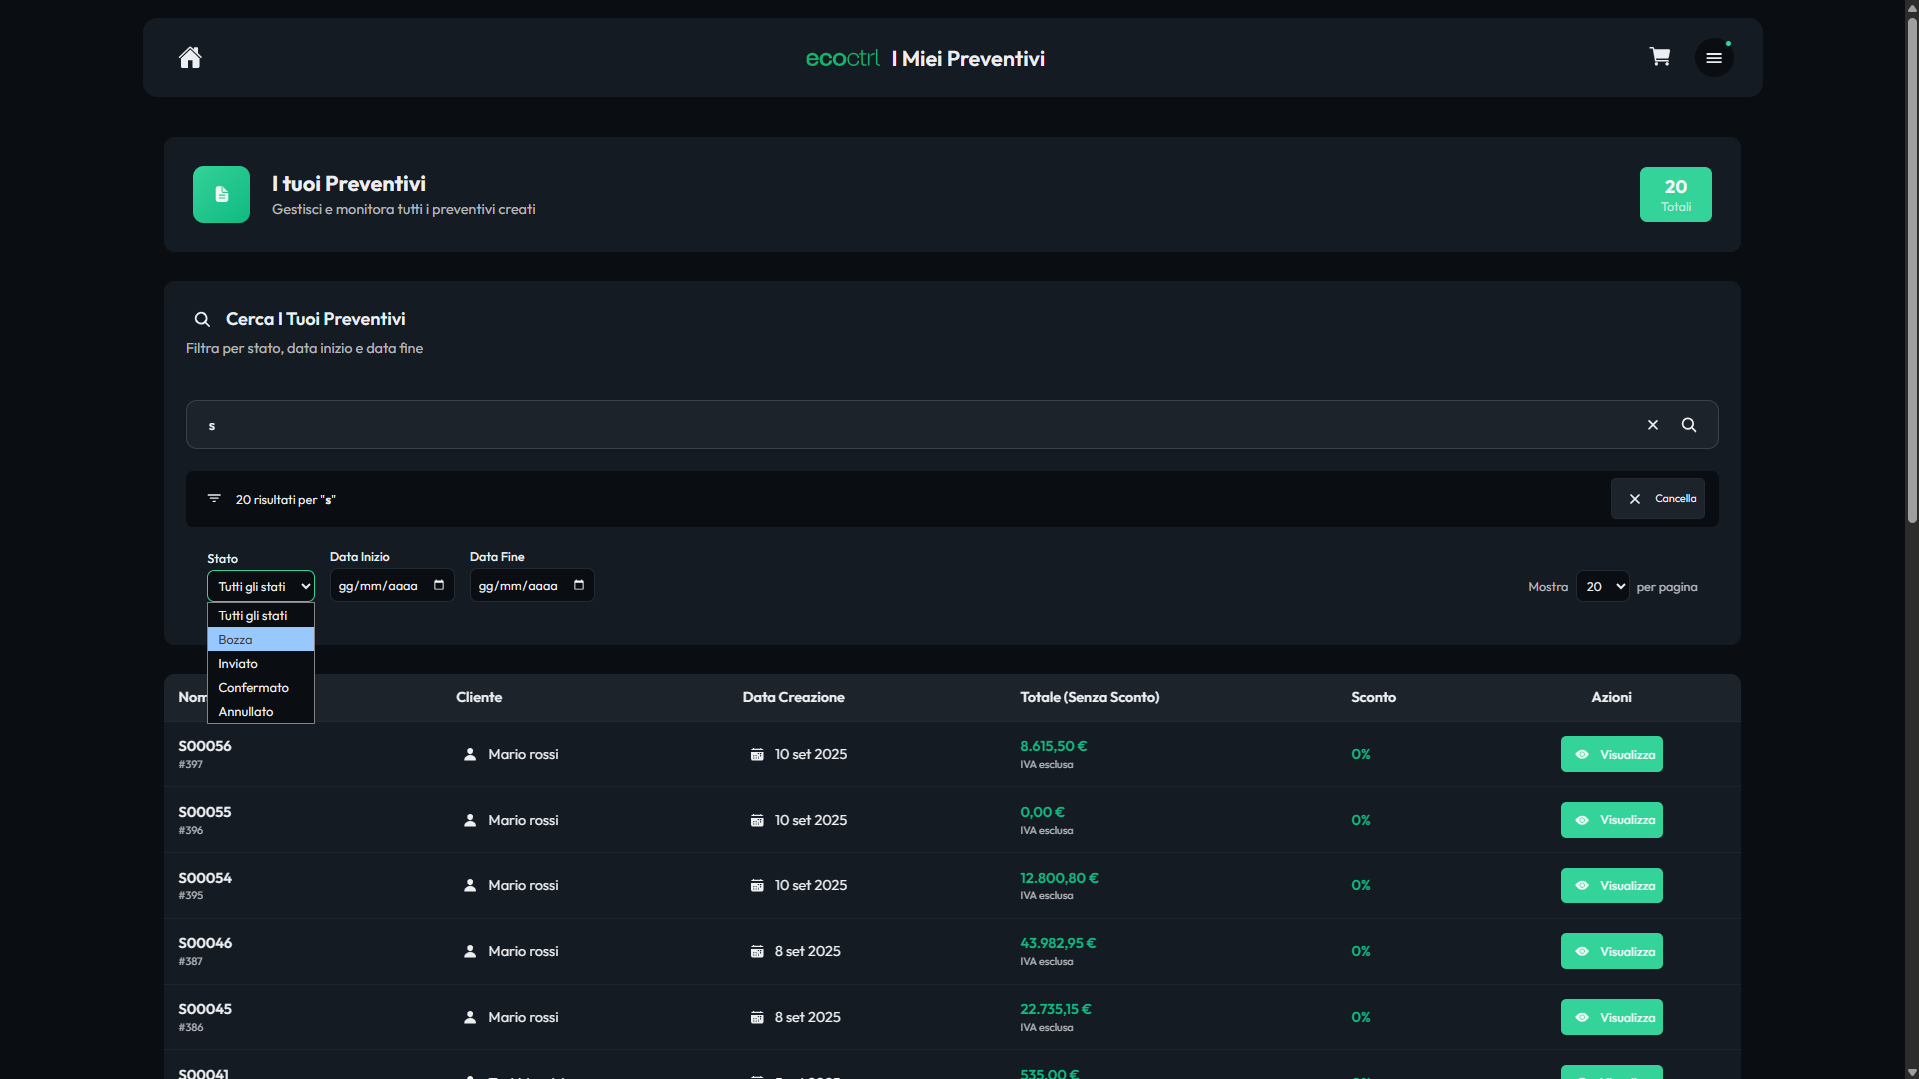 ecoctrl I Miei Preventivi
I tuoi Preventivi
Gestisci e monitora tutti i preventivi creati
20
Totali
Cerca I Tuoi Preventivi
Filtra per stato, data inizio e data fine
s
20 risultati per "s"
Cancella
Stato
Data Inizio
Data Fine
Tutti gli stati
gg/mm/aaaa
gg/mm/aaaa
Mostra 20 per pagina
Tutti gli stati
Bozza
Inviato
Confermato
Annullato
Nom Cliente Data Creazione Totale (Senza Sconto) Sconto Azioni
S00056
#397
Mario rossi
10 set 2025
8.615,50 €
IVA esclusa
0%
Visualizza
S00055
#396
Mario rossi
10 set 2025
0,00 €
IVA esclusa
0%
Visualizza
S00054
#395
Mario rossi
10 set 2025
12.800,80 €
IVA esclusa
0%
Visualizza
S00046
#387
Mario rossi
8 set 2025
43.982,95 €
IVA esclusa
0%
Visualizza
S00045
#386
Mario rossi
8 set 2025
22.735,15 €
IVA esclusa
0%
Visualizza
S00041
535,00 €